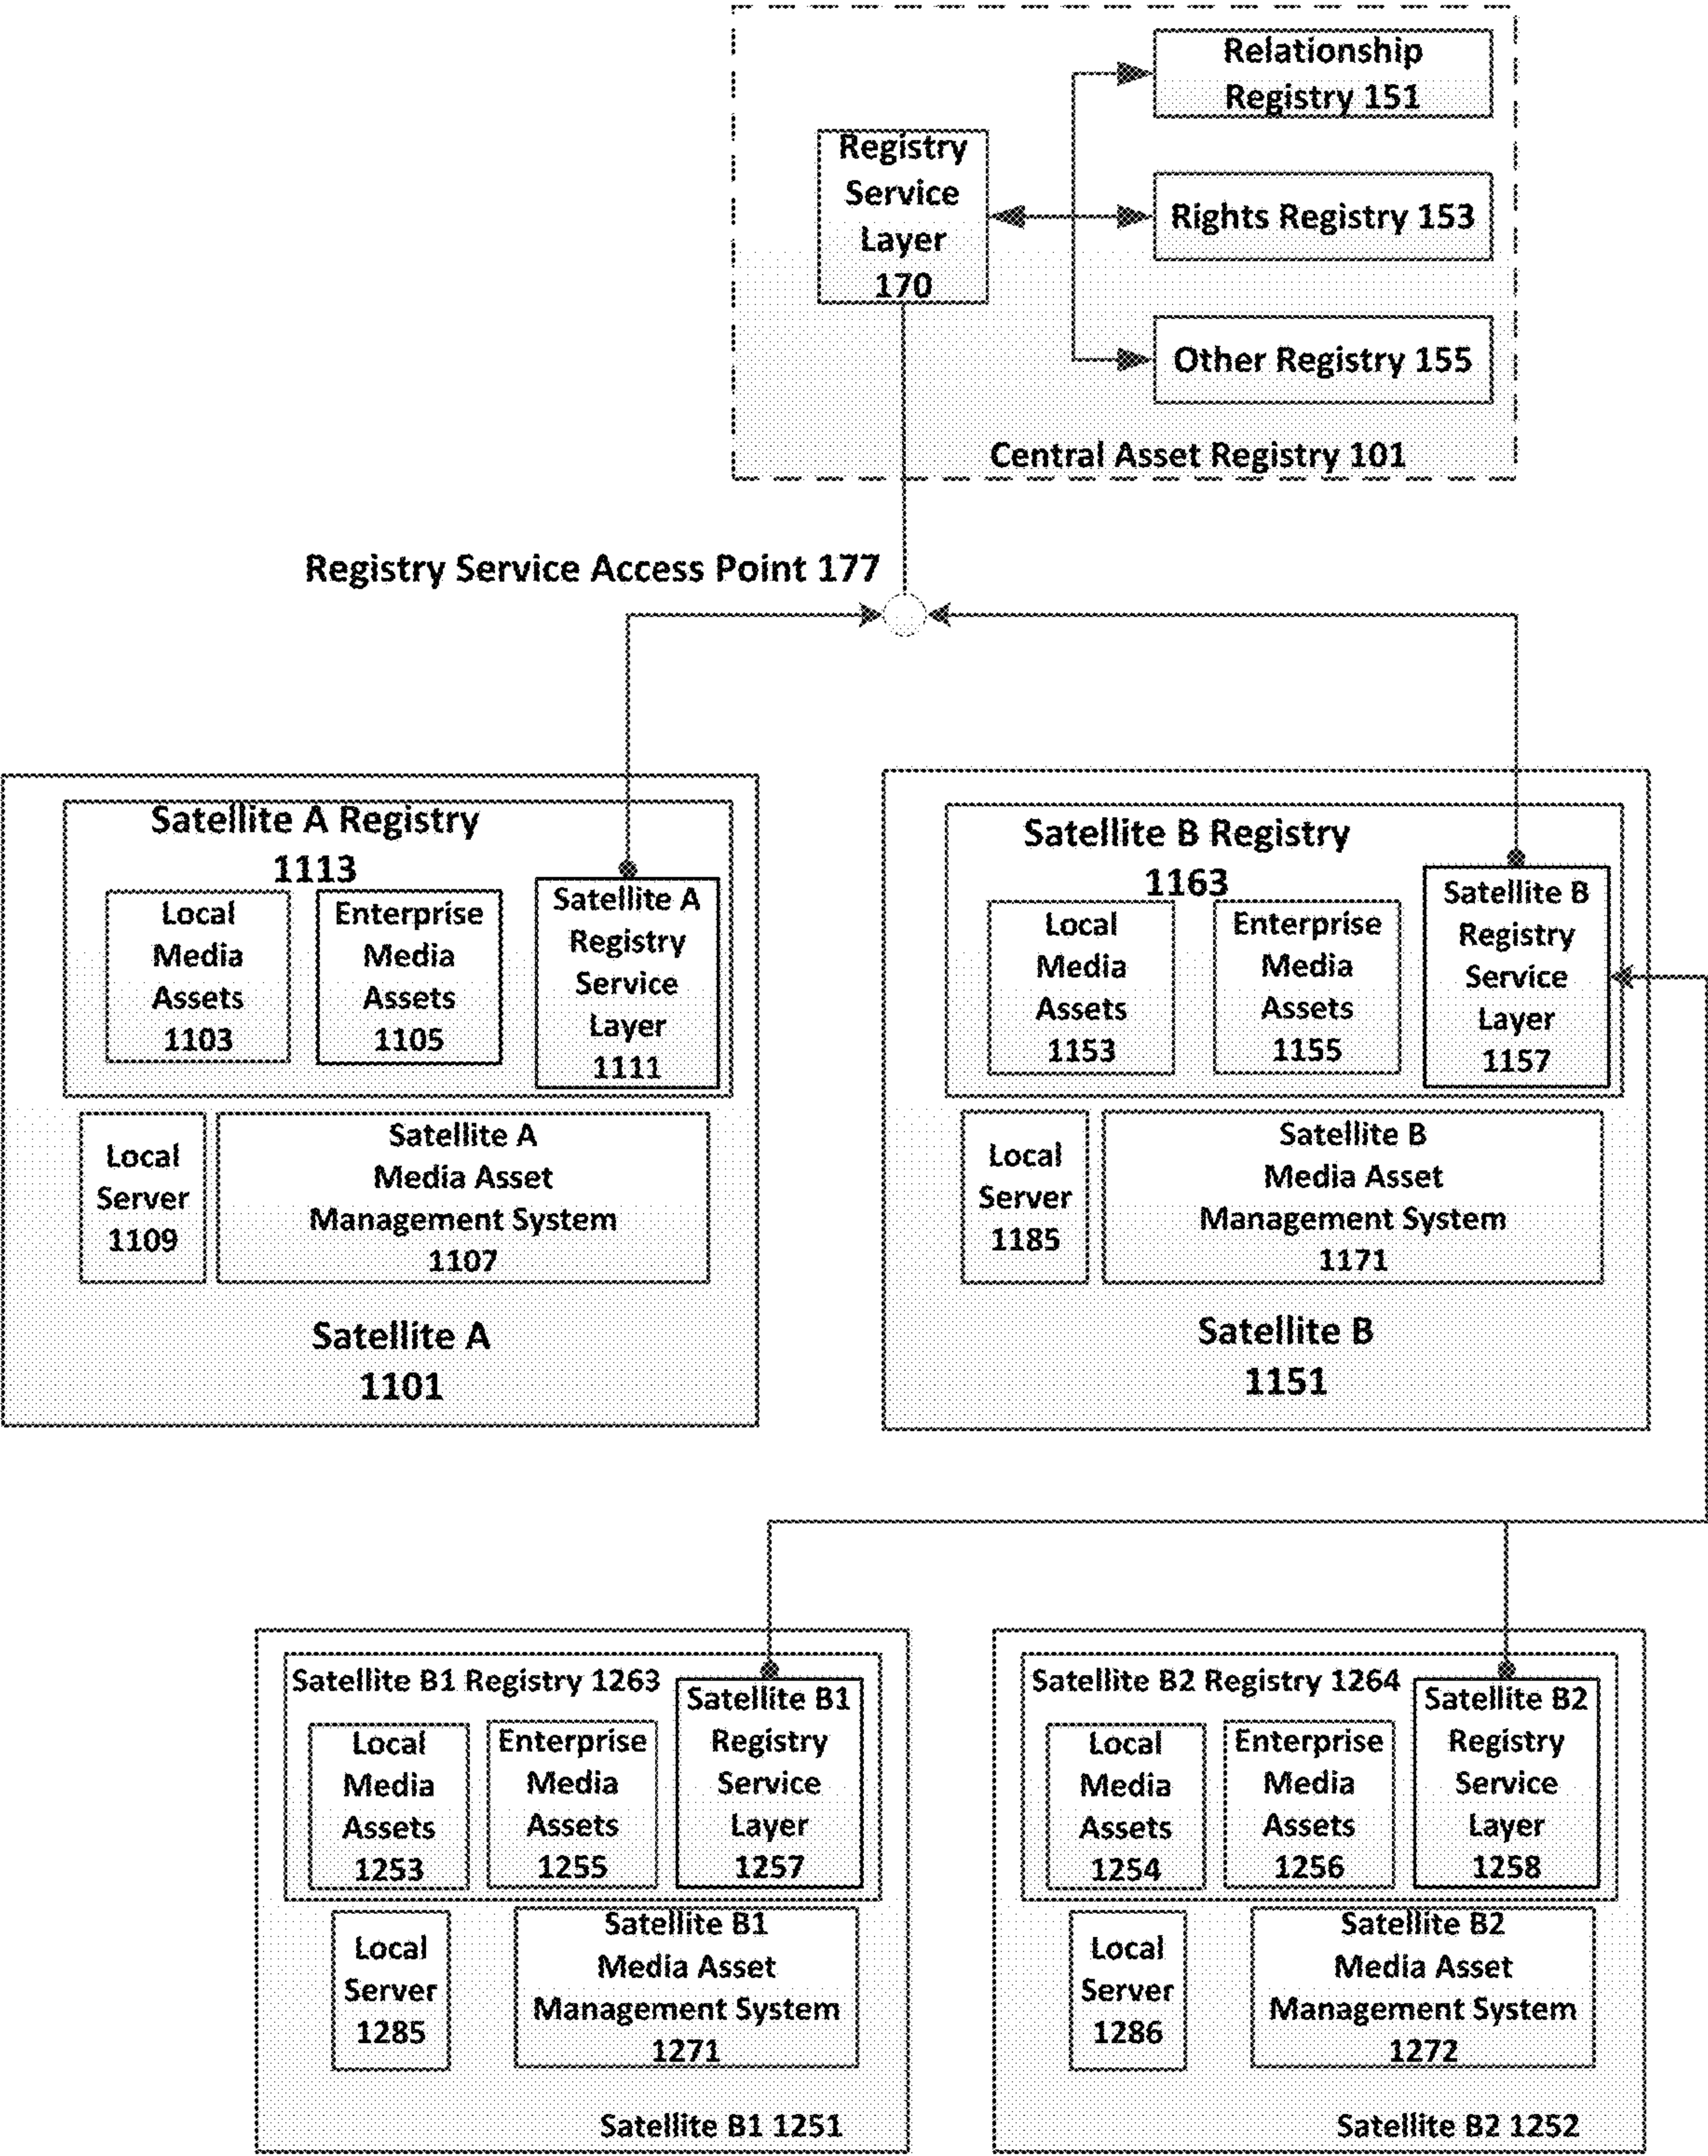 Relationship
Registry 151
Registry
Service
Layer
170
Rights Registry 153
Other Registry 155
Central Asset Registry 101
Registry Service Access Point 177
Satellite A Registry
1113
Local
Media
Assets
1103
Enterprise
Media
Assets
1105
Satellite A
Registry
Service
Layer
1111
Local
Server
1109
Satellite A
Media Asset
Management System
1107
Satellite A
1101
Satellite B Registry
1163
Local
Media
Assets
1153
Enterprise
Media
Assets
1155
Satellite B
Registry
Service
Layer
1157
Local
Server
1185
Satellite B
Media Asset
Management System
1171
Satellite B
1151
Satellite B1 Registry 1263
Local
Media
Assets
1253
Enterprise
Media
Assets
1255
Satellite B1
Registry
Service
Layer
1257
Local
Server
1285
Satellite B1
Media Asset
Management System
1271
Satellite B1 1251
Satellite B2 Registry 1264
Local
Media
Assets
1254
Enterprise
Media
Assets
1256
Satellite B2
Registry
Service
Layer
1258
Local
Server
1286
Satellite B2
Media Asset
Management System
1272
Satellite B2 1252